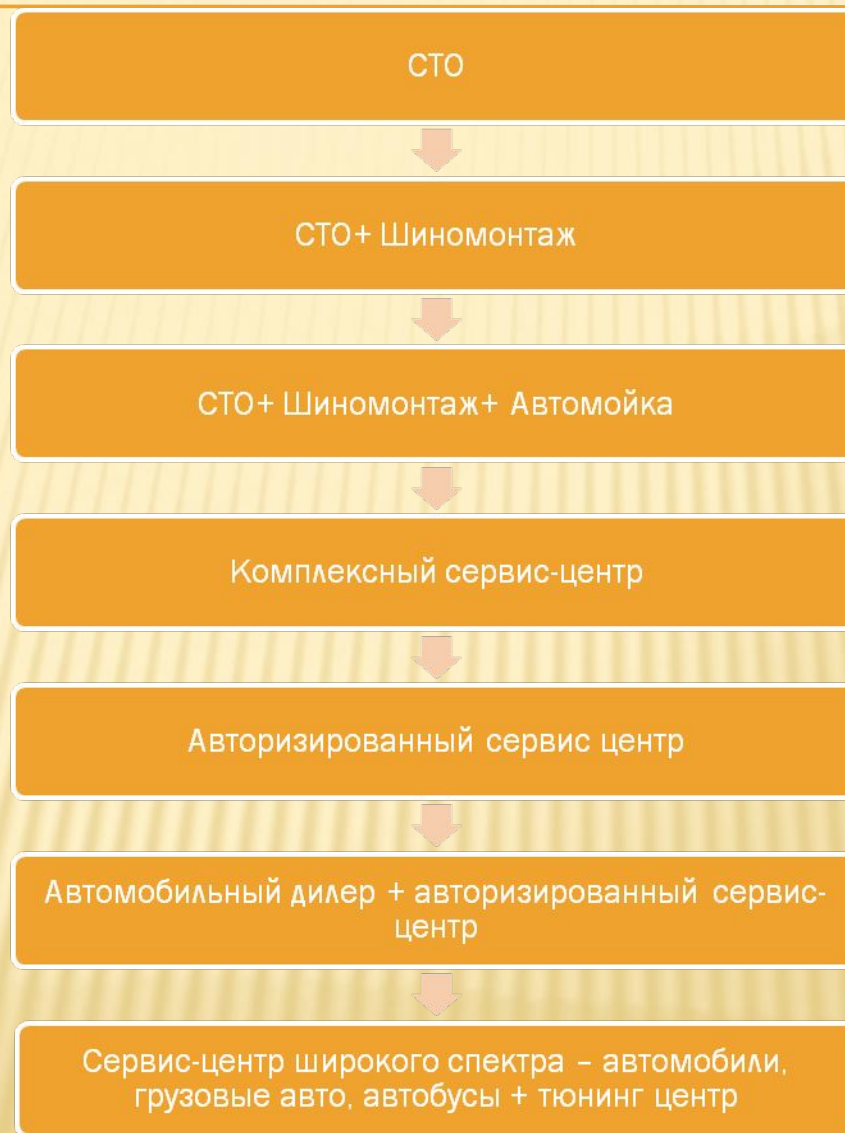 СТО
СТО+ Шиномонтаж
СТО+ Шиномонтаж+ Автомойка
Комплексный сервис-центр
Авторизированный сервис центр
Автомобильный дилер + авторизированный сервис-
центр
Сервис-центр широкого спектра – автомобили,
грузовые авто, автобусы + тюнинг центр